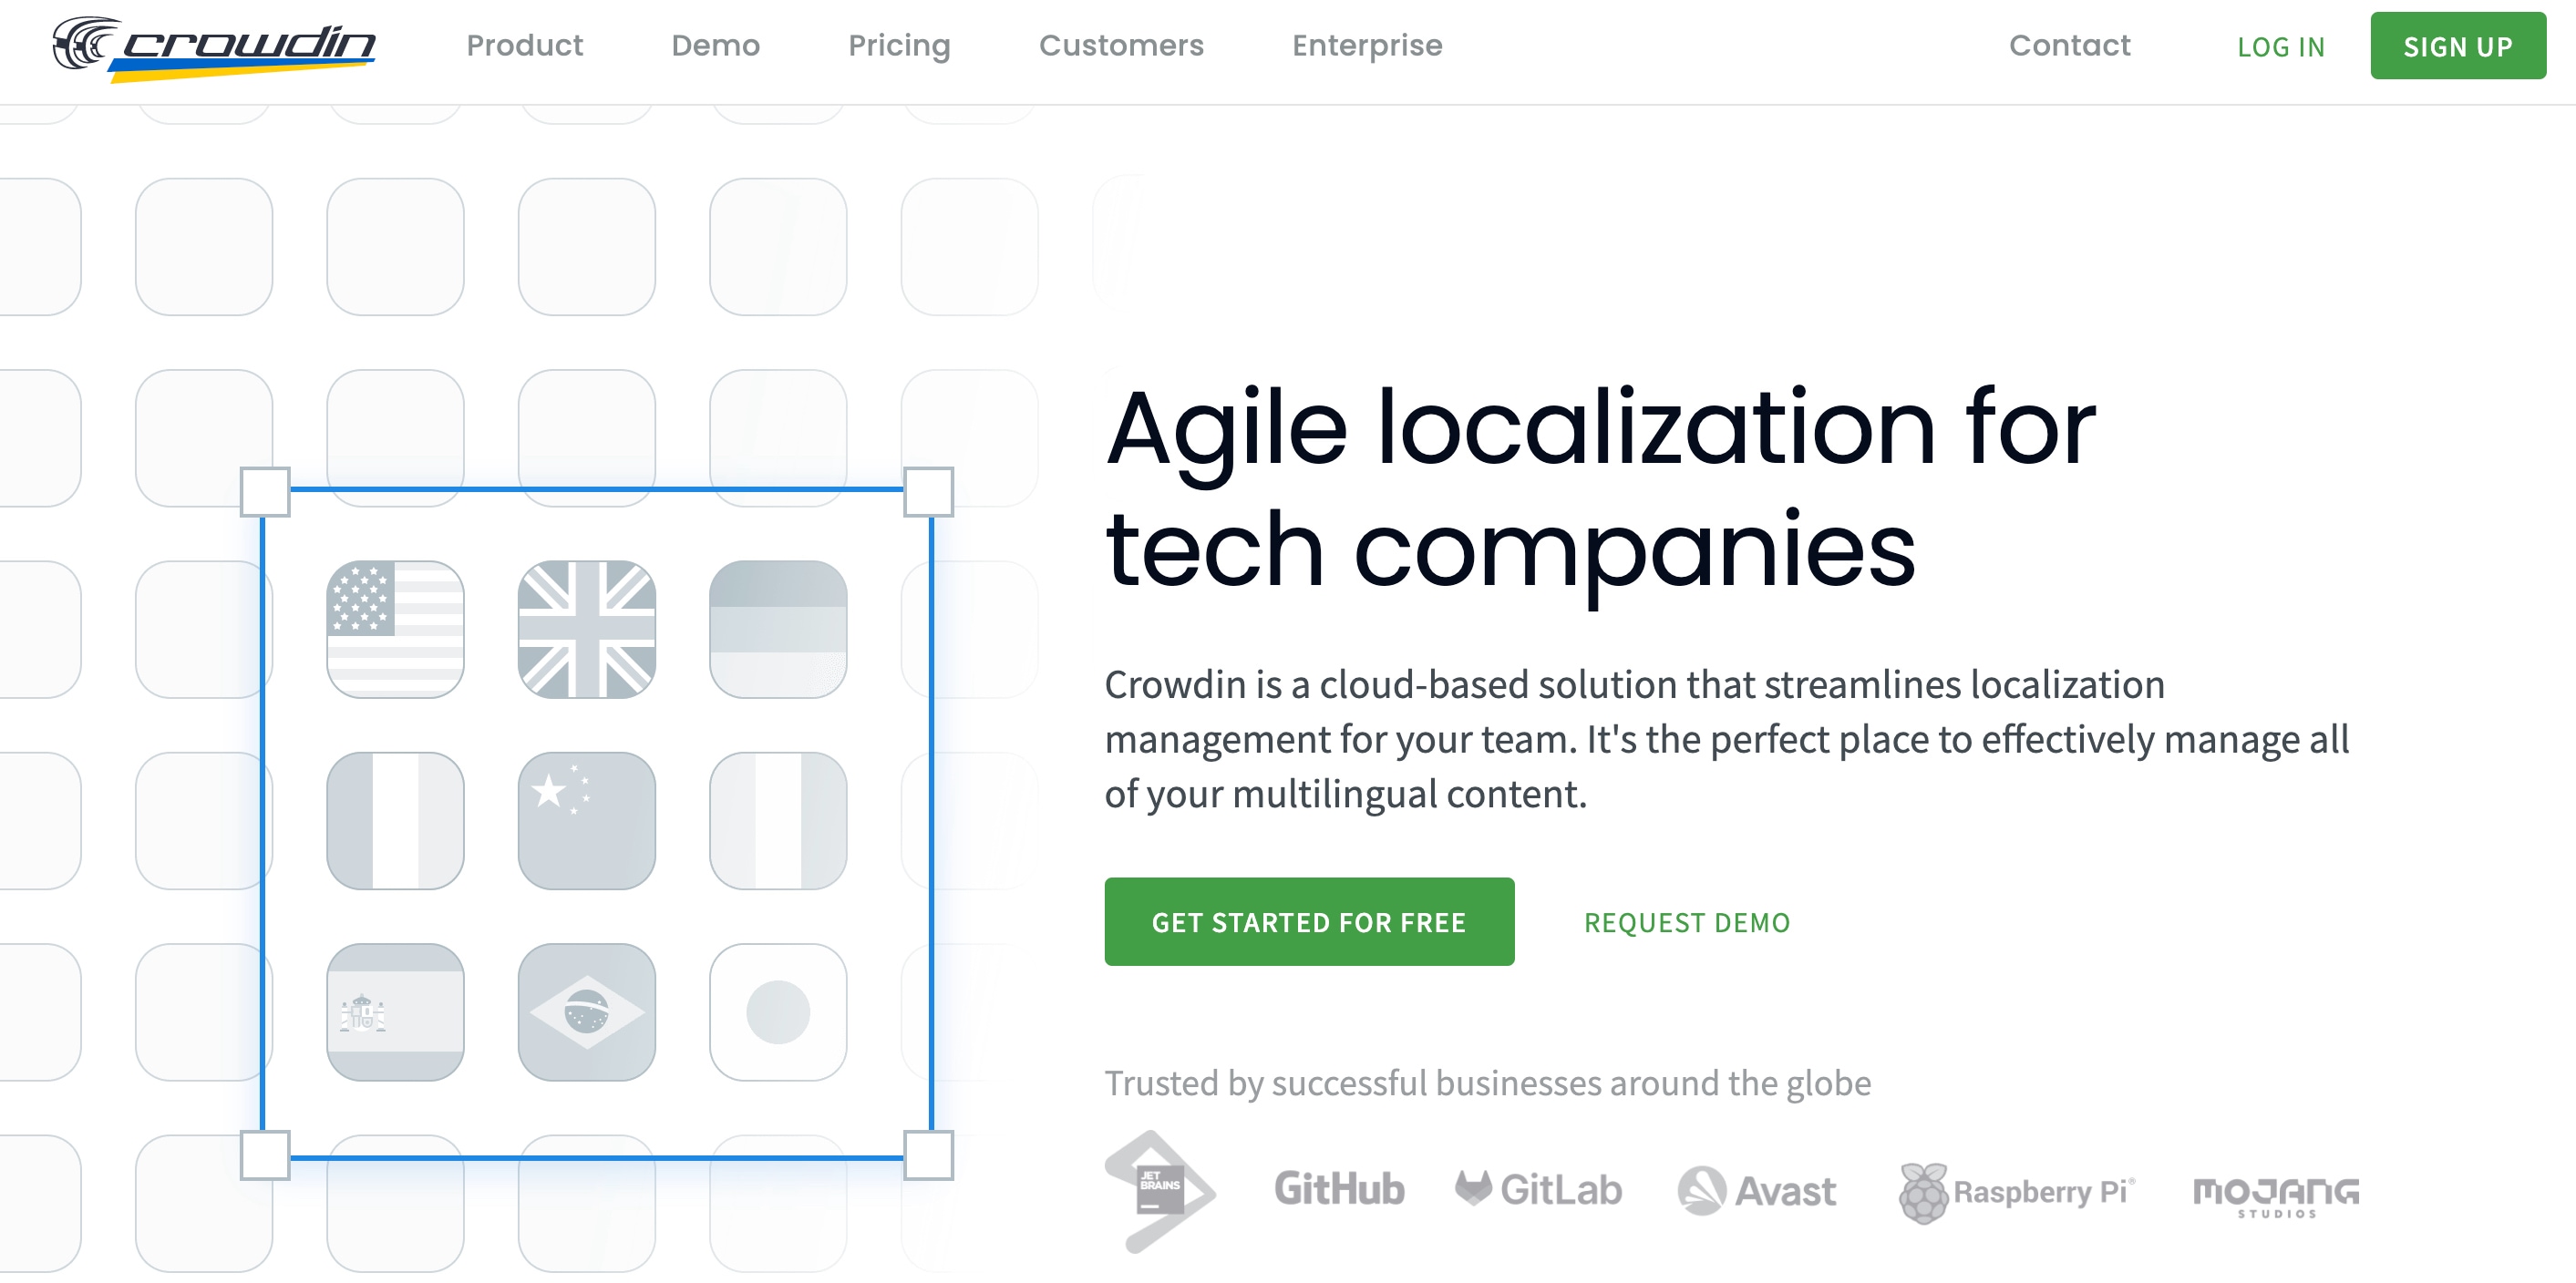 crowdin
Product
Demo
Pricing
Customers
Enterprise
Contact
LOG IN
SIGN UP
Agile localization for
tech companies
Crowdin is a cloud-based solution that streamlines localization
management for your team. It's the perfect place to effectively manage all
of your multilingual content.
GET STARTED FOR FREE
REQUEST DEMO
Trusted by successful businesses around the globe
JET
BRAINS
GitHub
GitLab
Avast
Raspberry Pi®
MOJANG
STUDIOS